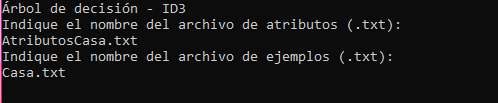 Árbol de decisión - ID3
Indique el nombre del archivo de atributos (.txt):
AtributosCasa.txt
Indique el nombre del archivo de ejemplos (.txt):
Casa.txt